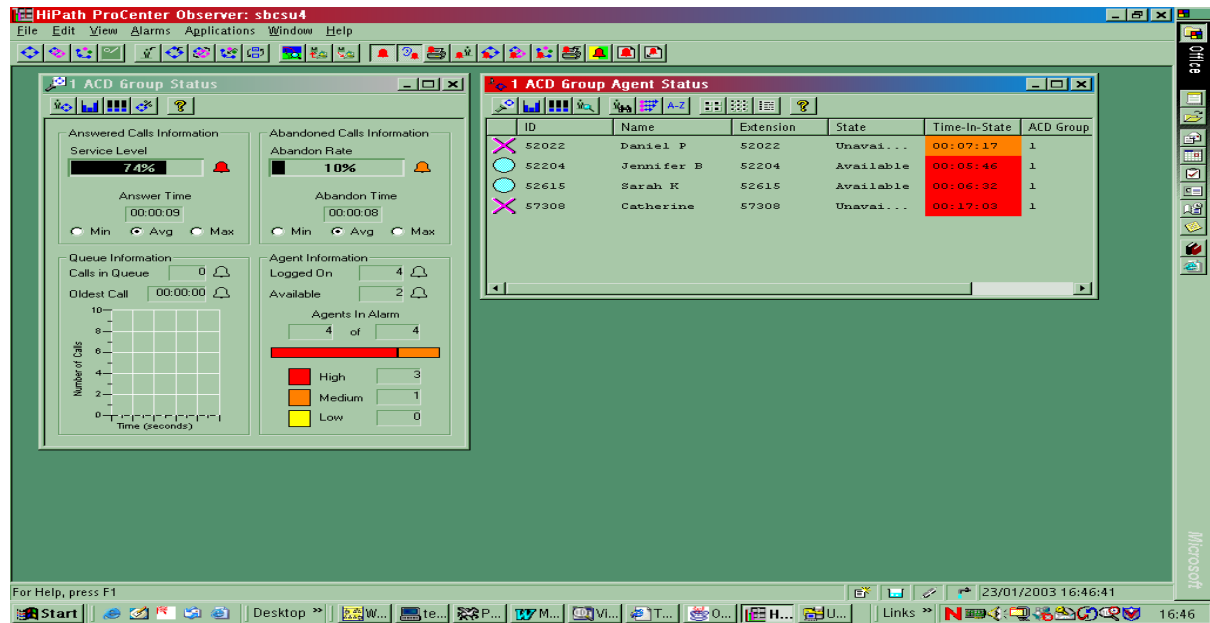 HiPath ProCenter Observer: sbcsu4
File Edit View Alarms Applications Window Help
Office
1 ACD Group Status
Answered Calls Information
Service Level
74%
Answer Time
00:00:09
Min Avg Max
Abandoned Calls Information
Abandon Rate
10%
Abandon Time
00:00:08
Min Avg Max
Queue Information
Calls in Queue 0
Oldest Call 00:00:00
10
8
6
4
2
0
Number of Calls
Time (seconds)
Agent Information
Logged On 4
Available 2
Agents In Alarm
4 of 4
High 3
Medium 1
Low 0
1 ACD Group Agent Status
A-Z
ID Name Extension State Time-In-State ACD Group
52022 Daniel P 52022 Unavai... 00:07:17 1
52204 Jennifer B 52204 Available 00:05:46 1
52615 Sarah K 52615 Available 00:06:32 1
57308 Catherine 57308 Unavai... 00:17:03 1
Microsoft
For Help, press F1
23/01/2003 16:46:41
Start Desktop » W... te... P... M... Vi... T... O... H... U... Links » 16:46